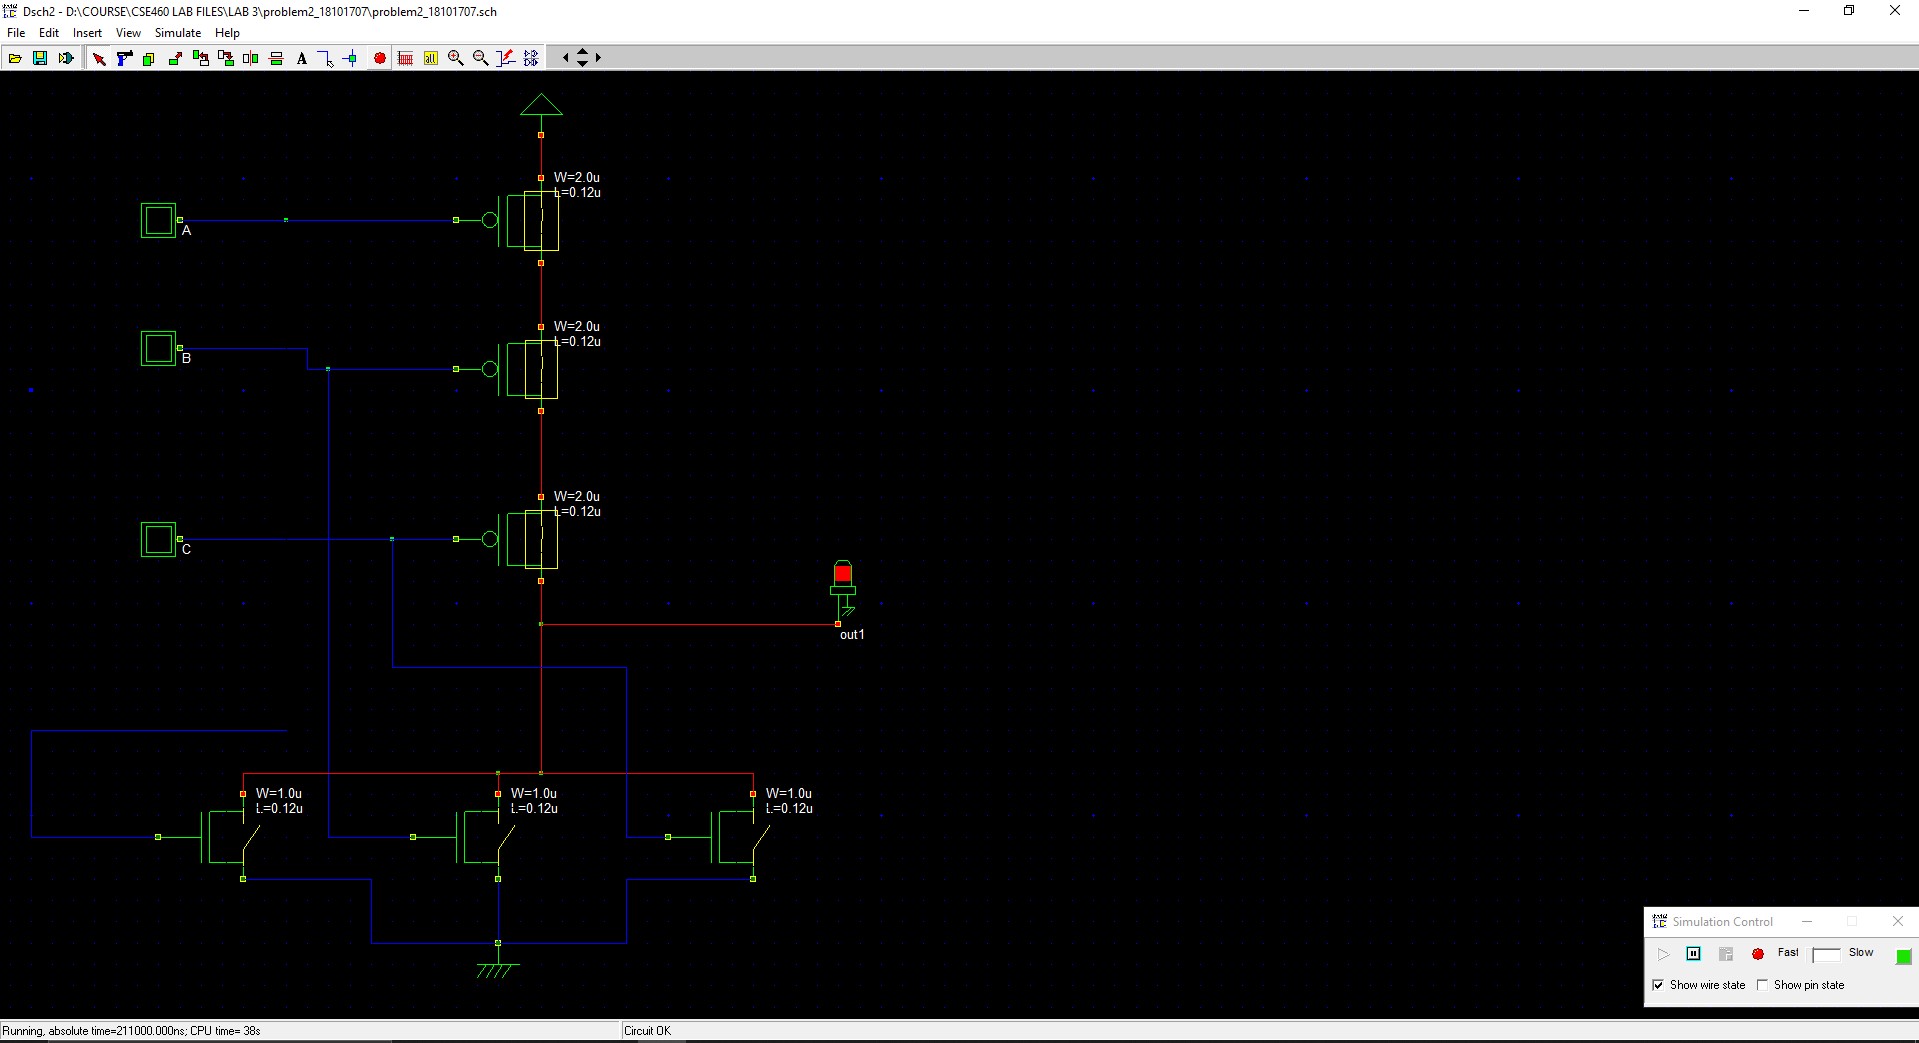 Dsch2 - D:\COURSE\CSE460 LAB FILES\LAB 3\problem2_18101707\problem2_18101707.sch
File Edit Insert View Simulate Help
A
all
W=2.0u
L=0.12u
A
W=2.0u
L=0.12u
B
W=2.0u
L=0.12u
C
out1
W=1.0u
L=0.12u
W=1.0u
L=0.12u
W=1.0u
L=0.12u
Simulation Control
Fast Slow
Show wire state Show pin state
Running, absolute time=211000.000ns; CPU time= 38s
Circuit OK